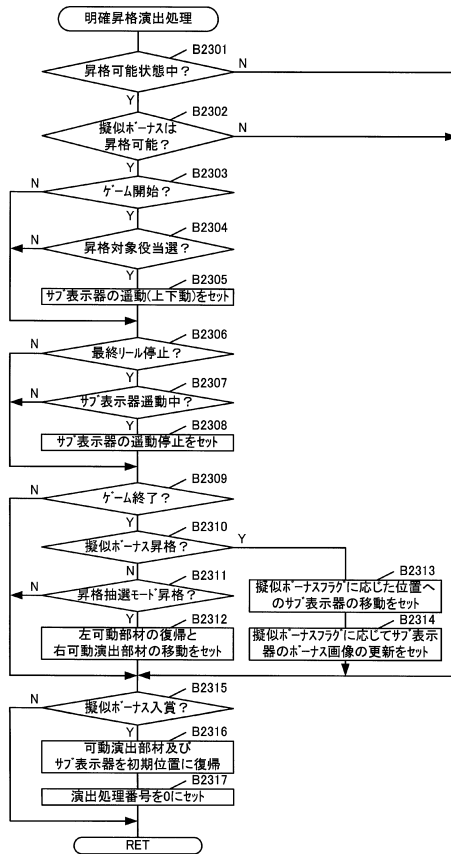 明確昇格演出処理
B2301
昇格可能状態中？
N
Y
B2302
擬似ボーナスは
昇格可能？
N
Y
B2303
N
ゲーム開始？
Y
B2304
N
昇格対象役当選？
Y
B2305
サブ表示器の遥動(上下動)をセット
B2306
N
最終リール停止？
Y
B2307
N
サブ表示器遥動中？
Y
B2308
サブ表示器の遥動停止をセット
B2309
N
ゲーム終了？
Y
B2310
擬似ボーナス昇格？
Y
N
B2311
N
昇格抽選モード昇格？
Y
B2312
左可動部材の復帰と
右可動演出部材の移動をセット
B2313
擬似ボーナスフラグに応じた位置へ
のサブ表示器の移動をセット
B2314
擬似ボーナスフラグに応じてサブ表示
器のボーナス画像の更新をセット
B2315
N
擬似ボーナス入賞？
Y
B2316
可動演出部材及び
サブ表示器を初期位置に復帰
B2317
演出処理番号を0にセット
RET